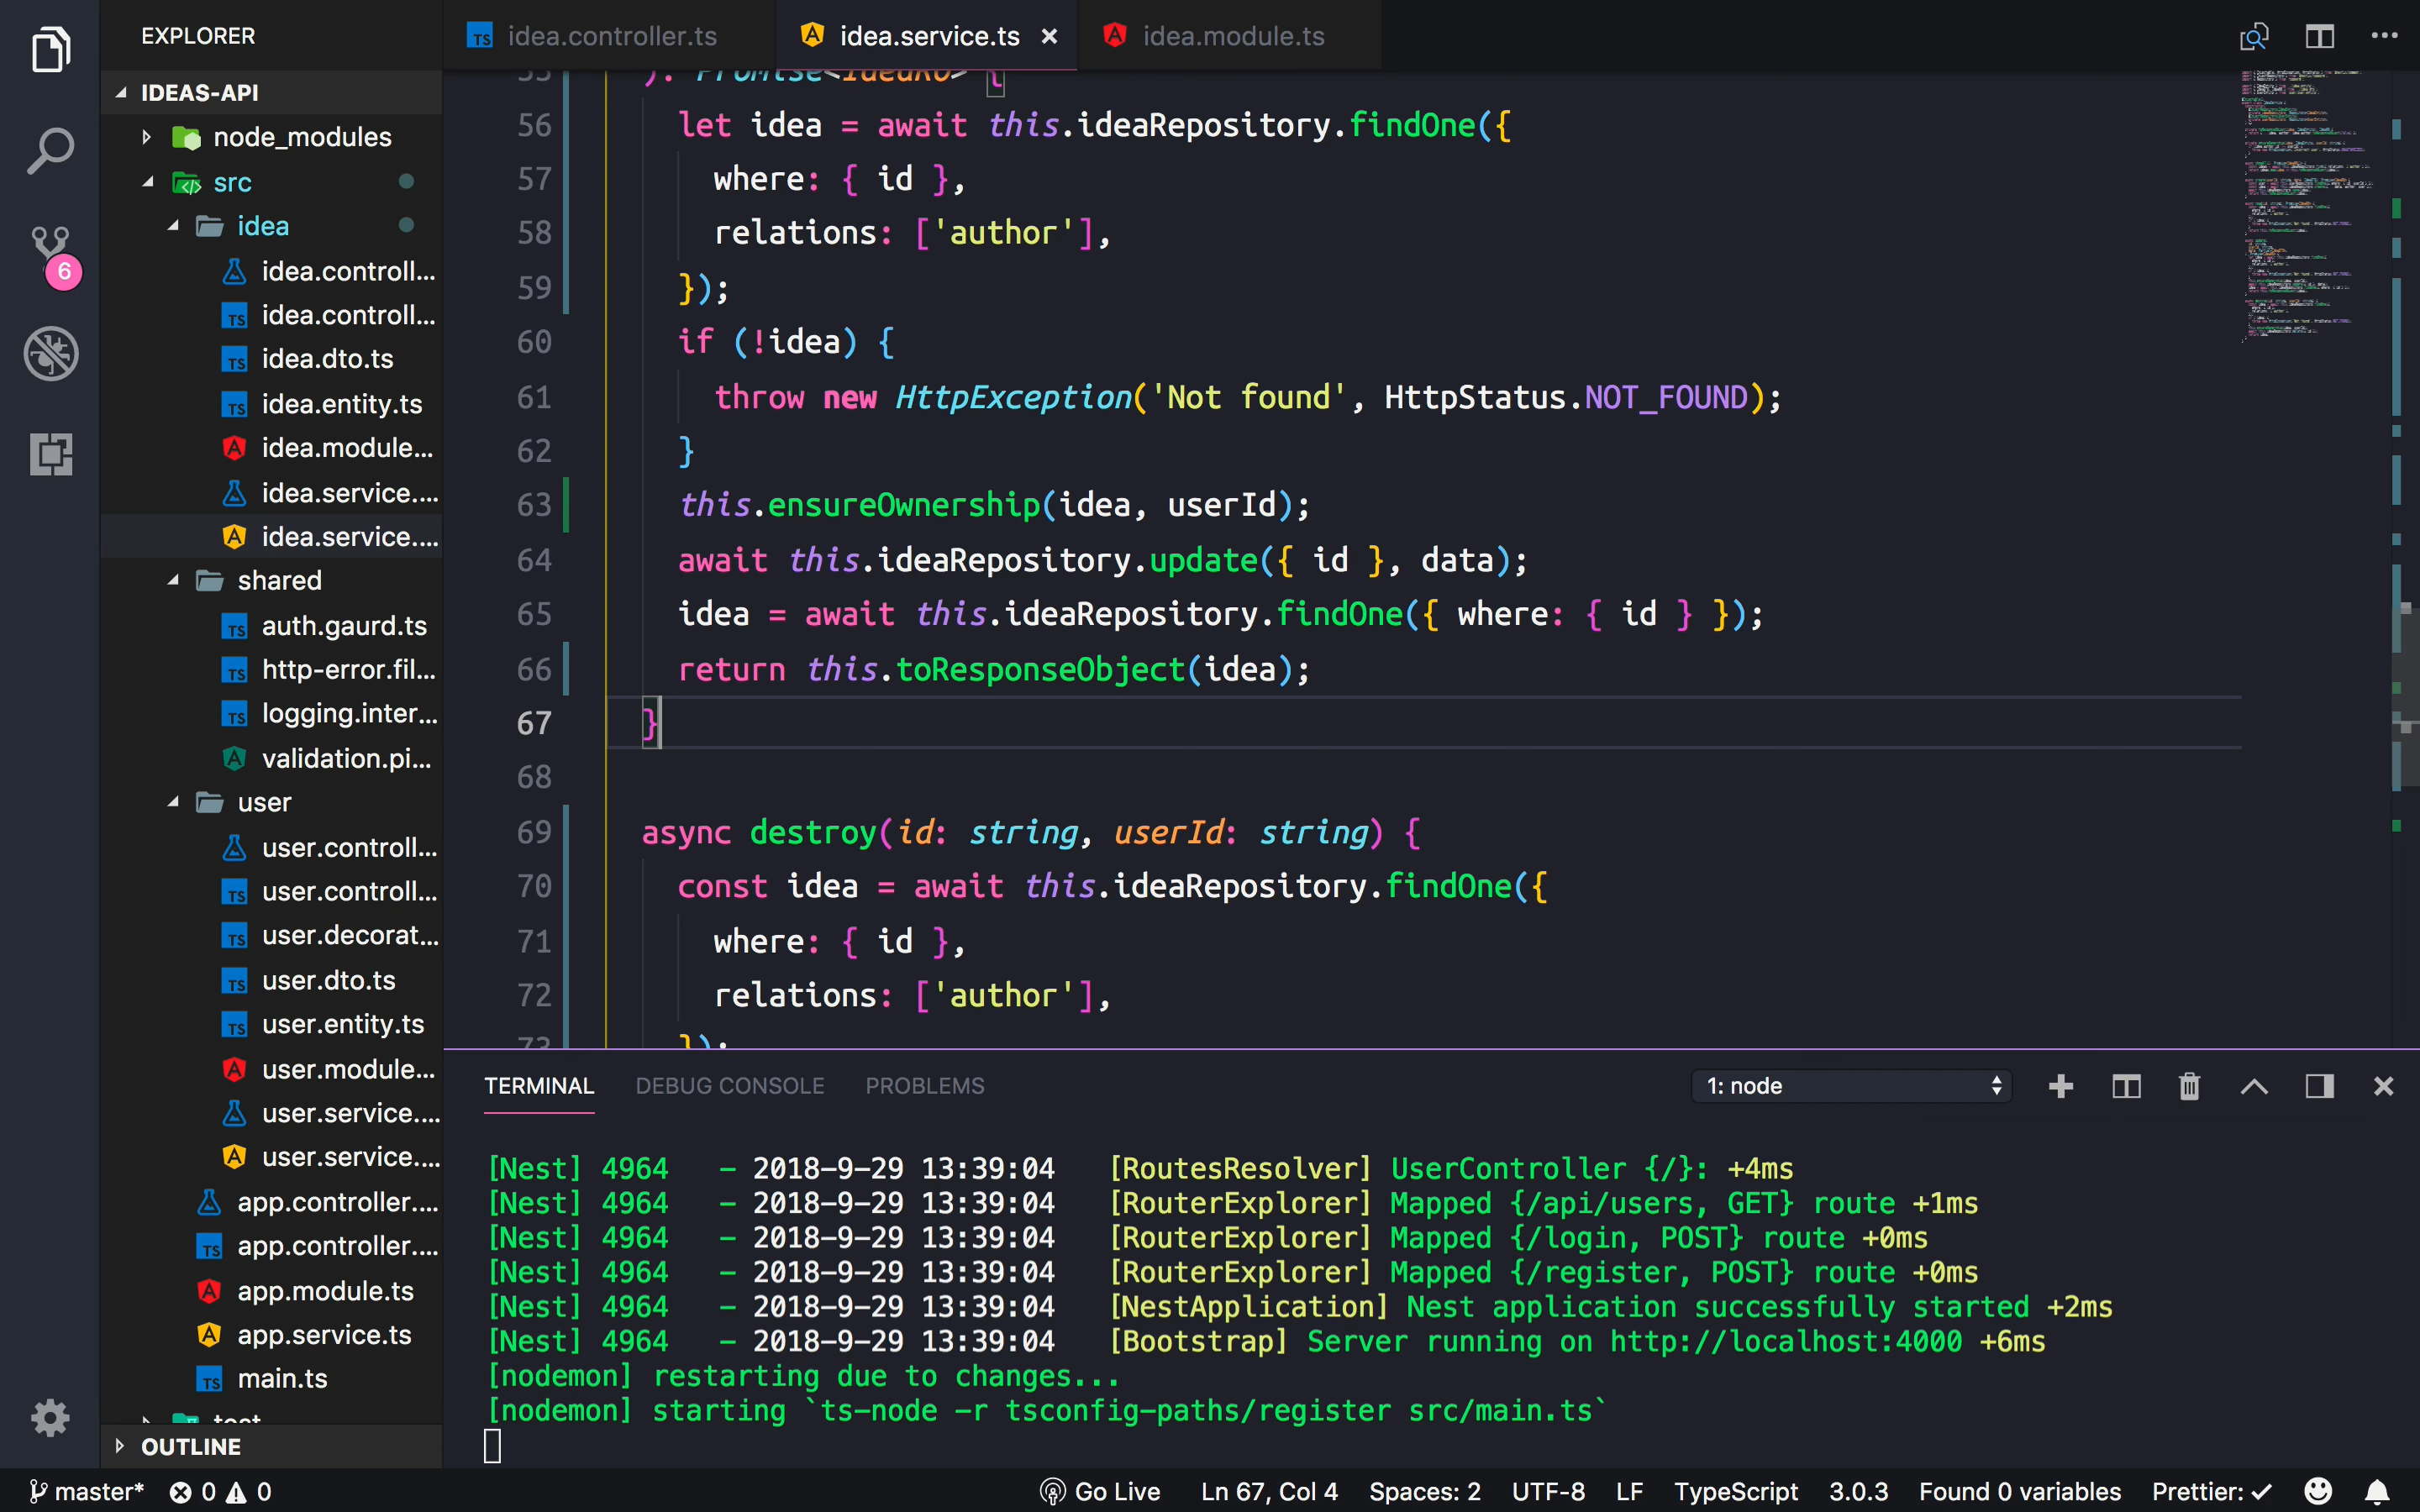 EXPLORER
IDEAS-API
node_modules
src
idea
idea.controll...
idea.controll...
idea.dto.ts
idea.entity.ts
idea.module...
idea.service....
idea.service....
shared
auth.gaurd.ts
http-error.fil...
logging.inter...
validation.pi...
user
user.controll...
user.controll...
user.decorat...
user.dto.ts
user.entity.ts
user.module...
user.service....
user.service....
app.controller....
app.controller....
app.module.ts
app.service.ts
main.ts
test
OUTLINE
6
idea.controller.ts
idea.service.ts
idea.module.ts
55 ): Promise<IdeaRO> {
56 let idea = await this.ideaRepository.findOne({
57 where: { id },
58 relations: ['author'],
59 });
60 if (!idea) {
61 throw new HttpException('Not found', HttpStatus.NOT_FOUND);
62 }
63 this.ensureOwnership(idea, userId);
64 await this.ideaRepository.update({ id }, data);
65 idea = await this.ideaRepository.findOne({ where: { id } });
66 return this.toResponseObject(idea);
67 }
68
69 async destroy(id: string, userId: string) {
70 const idea = await this.ideaRepository.findOne({
71 where: { id },
72 relations: ['author'],
73 });
TERMINAL DEBUG CONSOLE PROBLEMS 1: node
[Nest] 4964 - 2018-9-29 13:39:04 [RoutesResolver] UserController {/}: +4ms
[Nest] 4964 - 2018-9-29 13:39:04 [RouterExplorer] Mapped {/api/users, GET} route +1ms
[Nest] 4964 - 2018-9-29 13:39:04 [RouterExplorer] Mapped {/login, POST} route +0ms
[Nest] 4964 - 2018-9-29 13:39:04 [RouterExplorer] Mapped {/register, POST} route +0ms
[Nest] 4964 - 2018-9-29 13:39:04 [NestApplication] Nest application successfully started +2ms
[Nest] 4964 - 2018-9-29 13:39:04 [Bootstrap] Server running on http://localhost:4000 +6ms
[nodemon] restarting due to changes...
[nodemon] starting `ts-node -r tsconfig-paths/register src/main.ts`
master* 0 0 Go Live Ln 67, Col 4 Spaces: 2 UTF-8 LF TypeScript 3.0.3 Found 0 variables Prettier: ✓